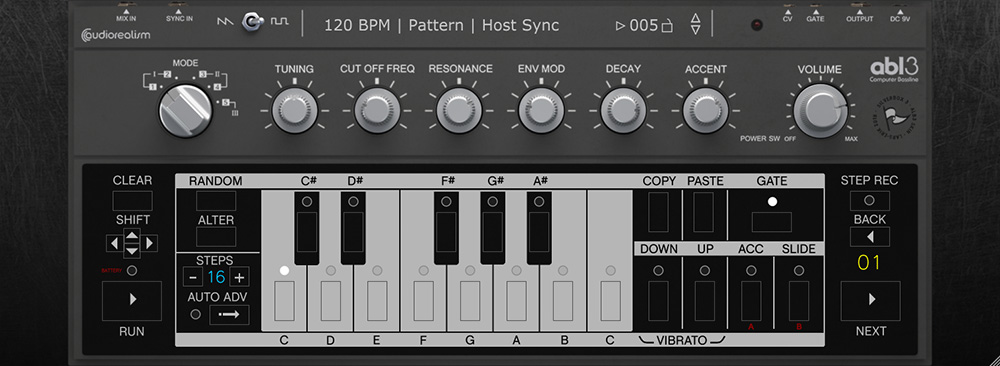 MIX IN
SYNC IN
120 BPM | Pattern | Host Sync
005
CV
GATE
OUTPUT
DC 9V
audiorealism
abl3
Computer Bassline
MODE
I
1
2
3
II
4
5
III
TUNING
CUT OFF FREQ
RESONANCE
ENV MOD
DECAY
ACCENT
VOLUME
POWER SW
OFF
MAX
CLEAR
SHIFT
BATTERY
RUN
RANDOM
ALTER
STEPS
- 16 +
AUTO ADV
C#
D#
F#
G#
A#
C
D
E
F
G
A
B
C
COPY
PASTE
GATE
DOWN
UP
ACC
SLIDE
A
B
VIBRATO
STEP REC
BACK
01
NEXT